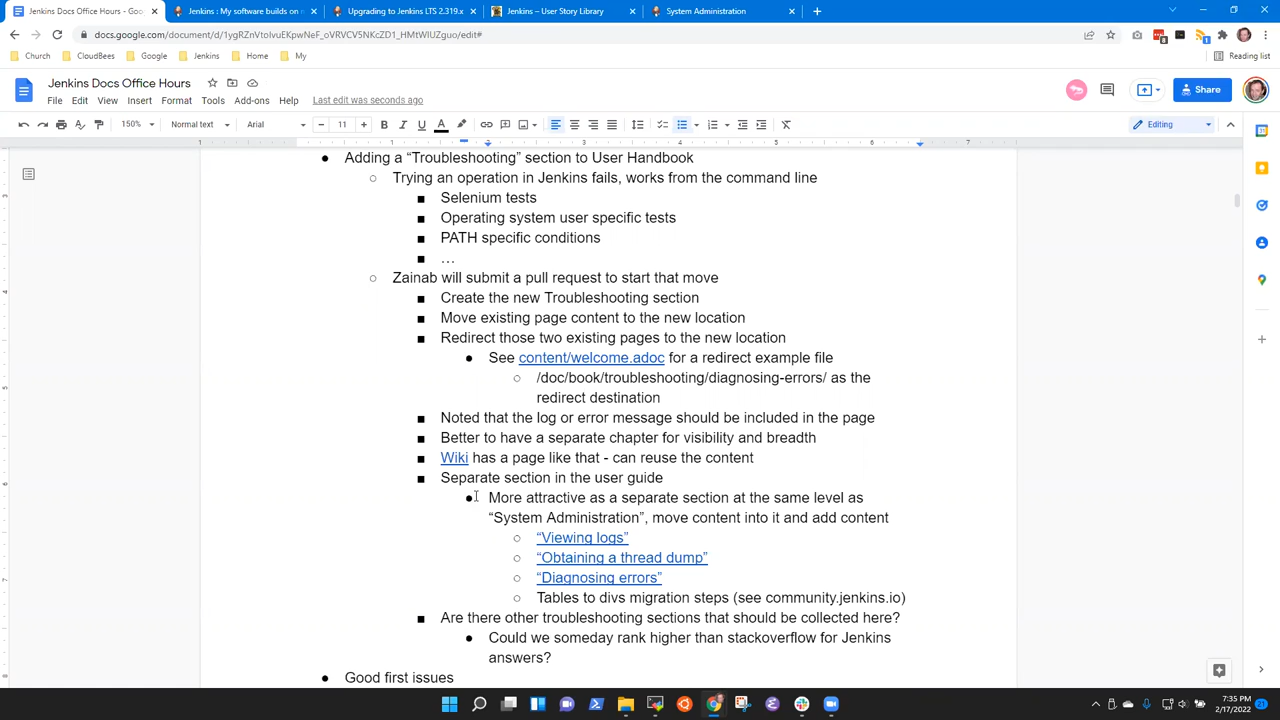 Jenkins Docs Office Hours - Goo
Jenkins : My software builds on m
Upgrading to Jenkins LTS 2.319.x
Jenkins – User Story Library
System Administration
docs.google.com/document/d/1ygRZnVtoIvuEKpwNeF_oVRVCV5NKcZD1_HMtWIUZguo/edit#
Church
CloudBees
Google
Jenkins
Home
My
Reading list
Jenkins Docs Office Hours
File Edit View Insert Format Tools Add-ons Help Last edit was seconds ago
Share
150% Normal text Arial 11 Editing
Adding a “Troubleshooting” section to User Handbook
Trying an operation in Jenkins fails, works from the command line
Selenium tests
Operating system user specific tests
PATH specific conditions
…
Zainab will submit a pull request to start that move
Create the new Troubleshooting section
Move existing page content to the new location
Redirect those two existing pages to the new location
See content/welcome.adoc for a redirect example file
/doc/book/troubleshooting/diagnosing-errors/ as the
redirect destination
Noted that the log or error message should be included in the page
Better to have a separate chapter for visibility and breadth
Wiki has a page like that - can reuse the content
Separate section in the user guide
More attractive as a separate section at the same level as
“System Administration”, move content into it and add content
“Viewing logs”
“Obtaining a thread dump”
“Diagnosing errors”
Tables to divs migration steps (see community.jenkins.io)
Are there other troubleshooting sections that should be collected here?
Could we someday rank higher than stackoverflow for Jenkins
answers?
Good first issues
7:35 PM
2/17/2022